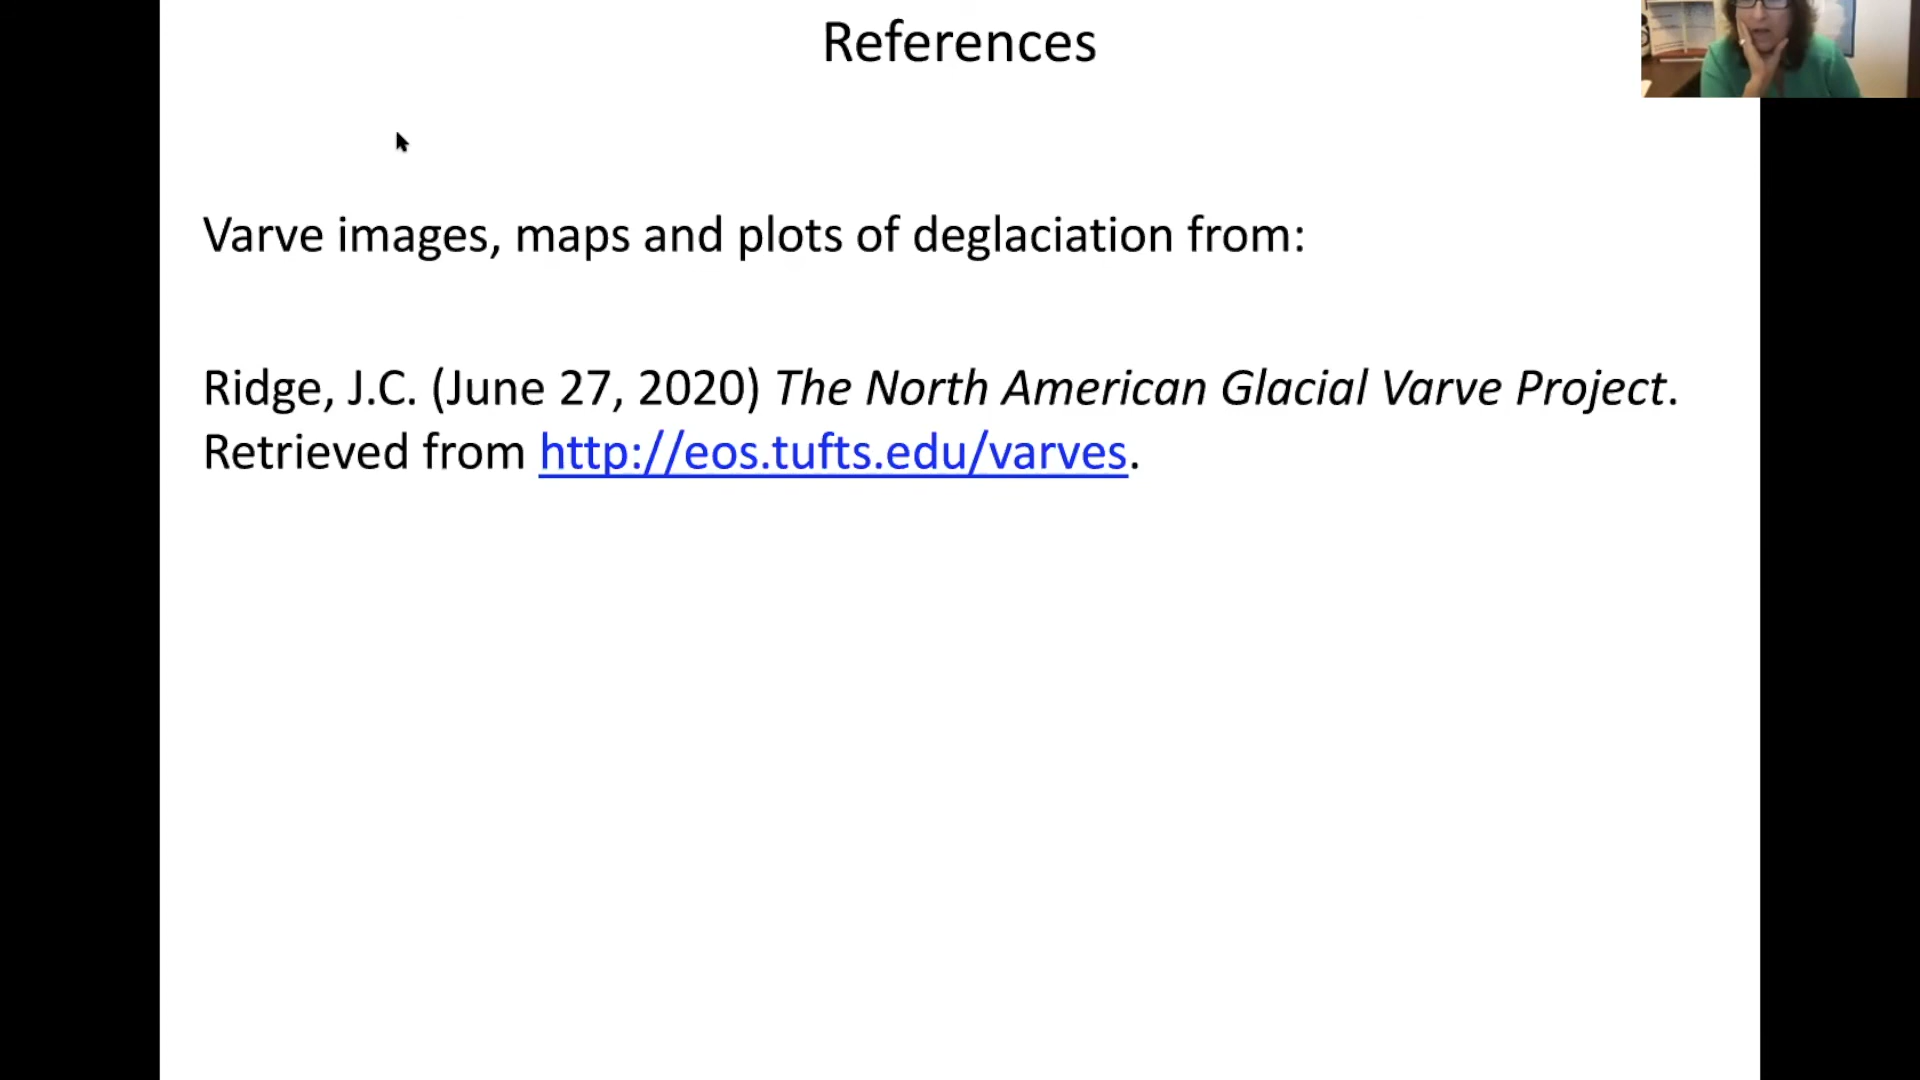 References
Varve images, maps and plots of deglaciation from:
Ridge, J.C. (June 27, 2020) The North American Glacial Varve Project.
Retrieved from http://eos.tufts.edu/varves.